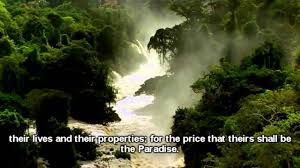 their lives and their properties; for the price that theirs shall be
the Paradise.